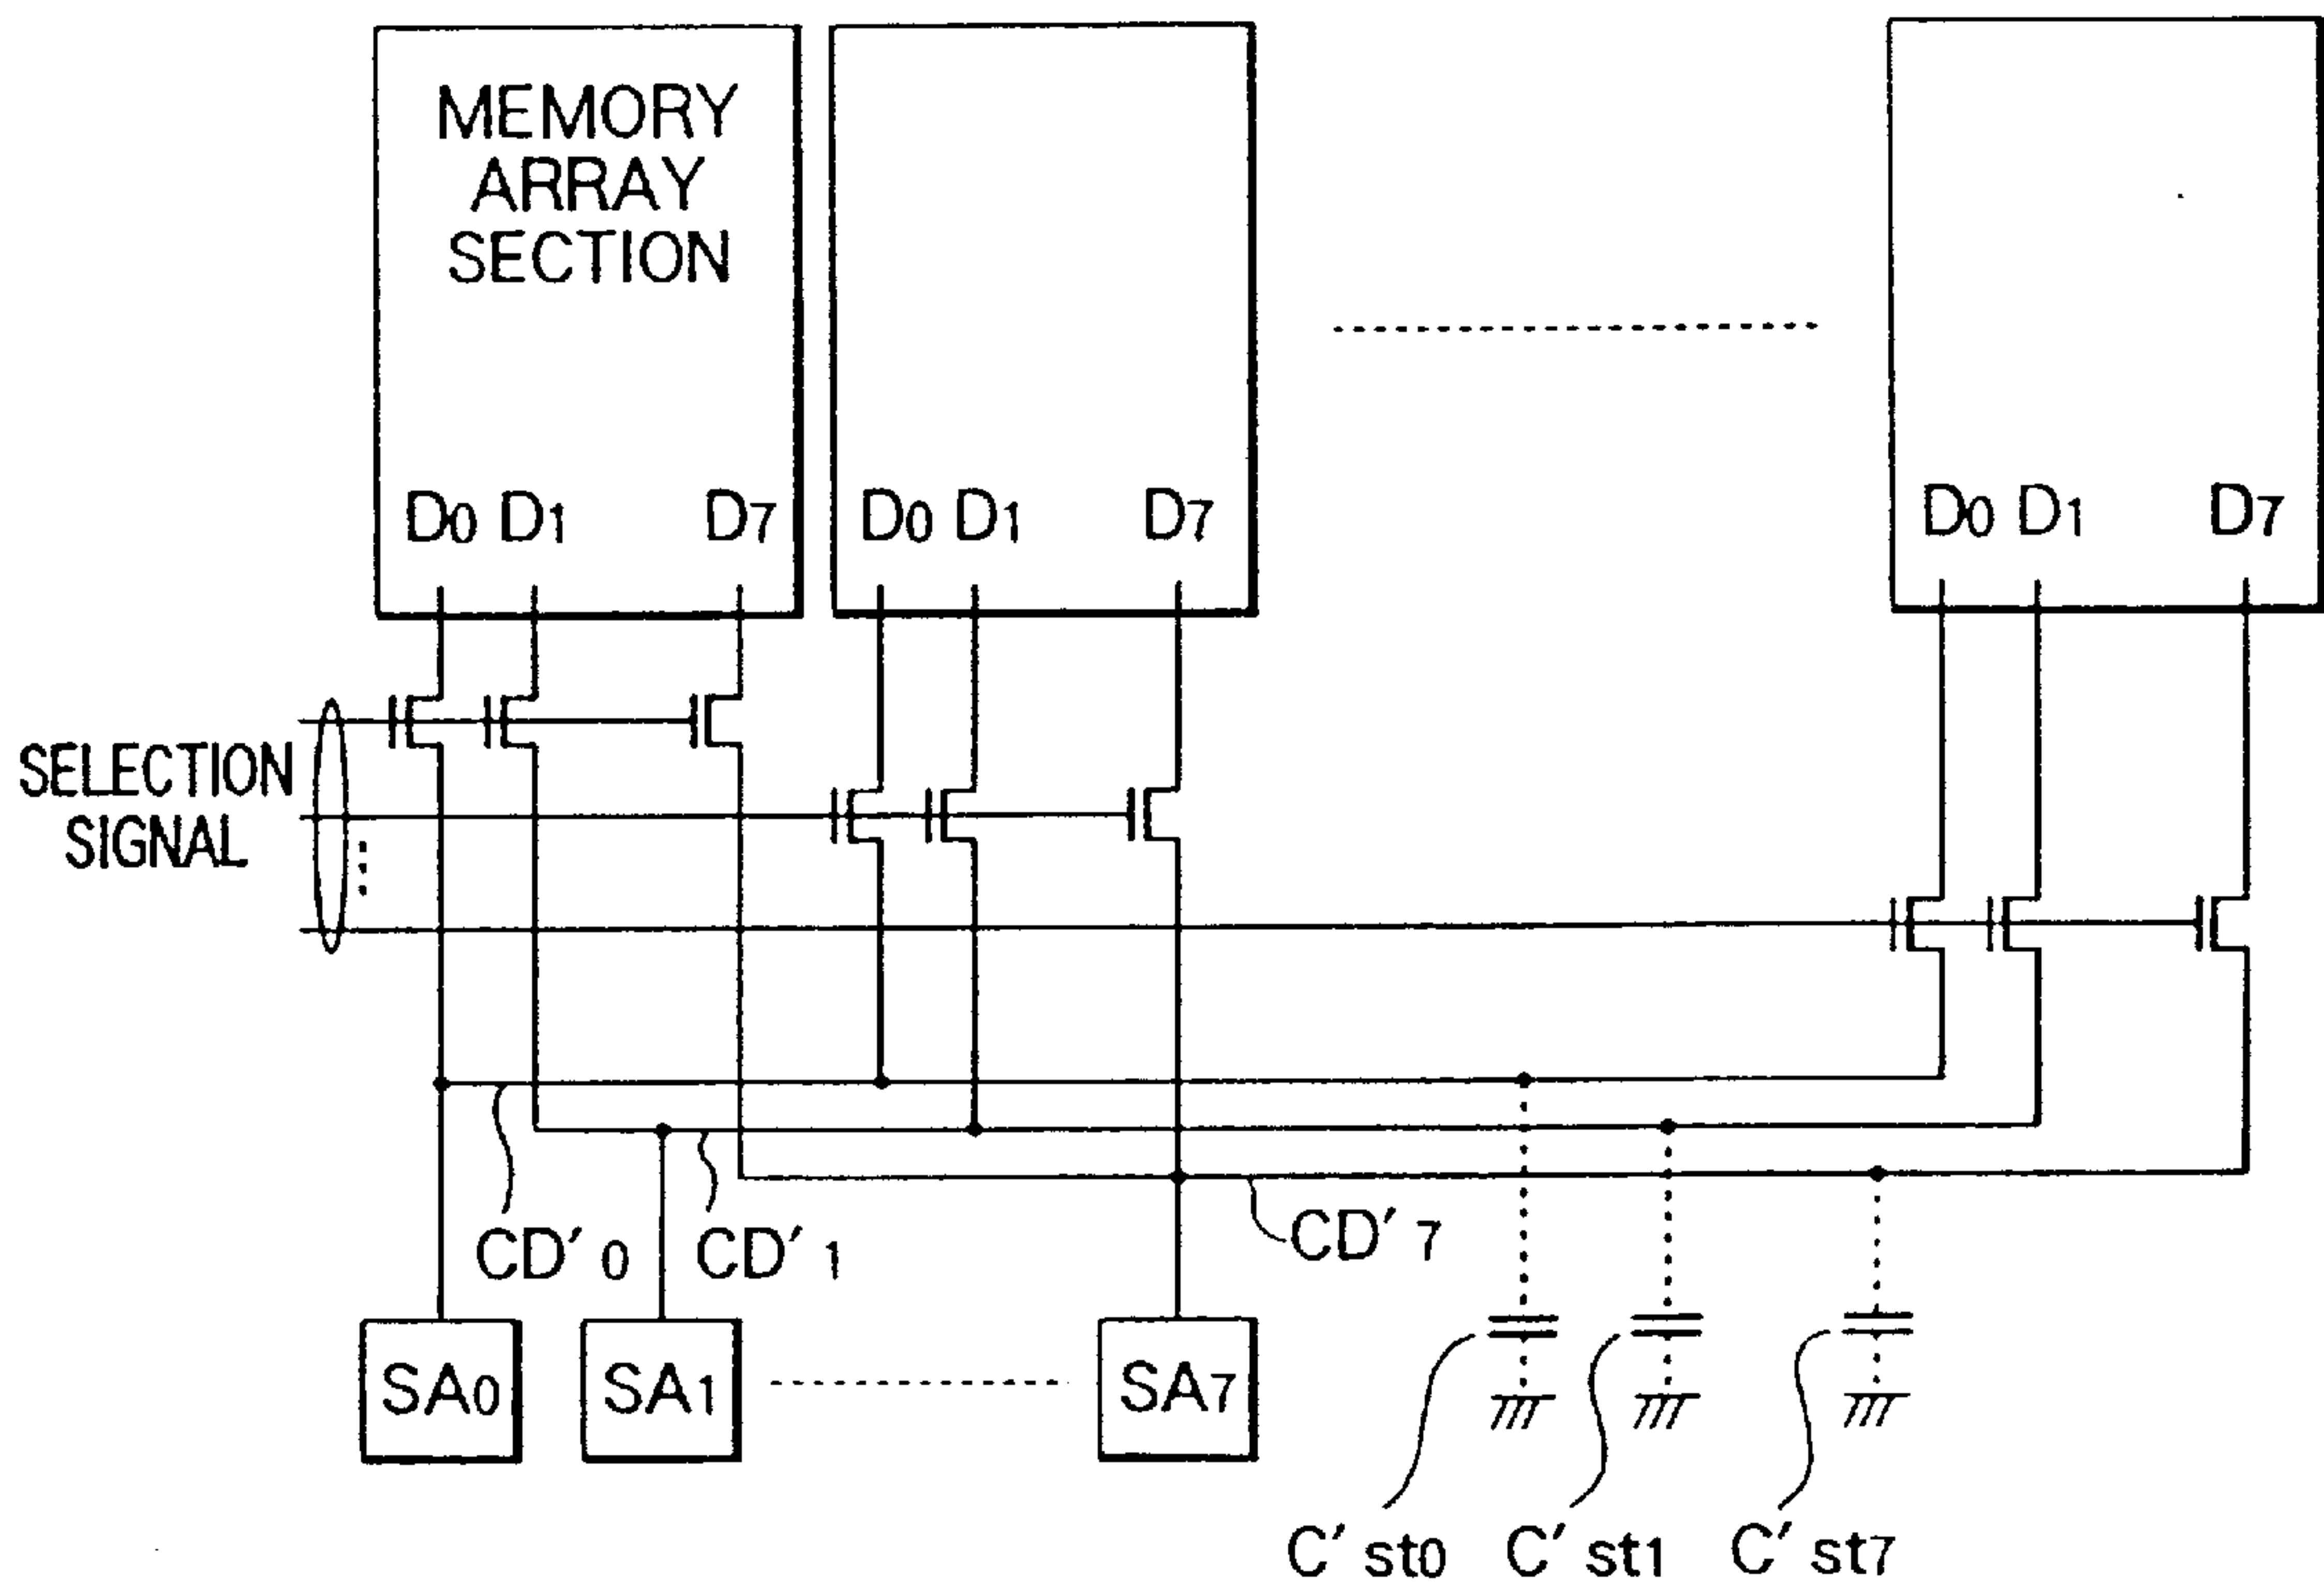 MEMORY
ARRAY
SECTION
D0 D1 D7
D0 D1 D7
D0 D1 D7
SELECTION
SIGNAL
CD'0
CD'1
CD'7
SA0
SA1
SA7
C'st0
C'st1
C'st7